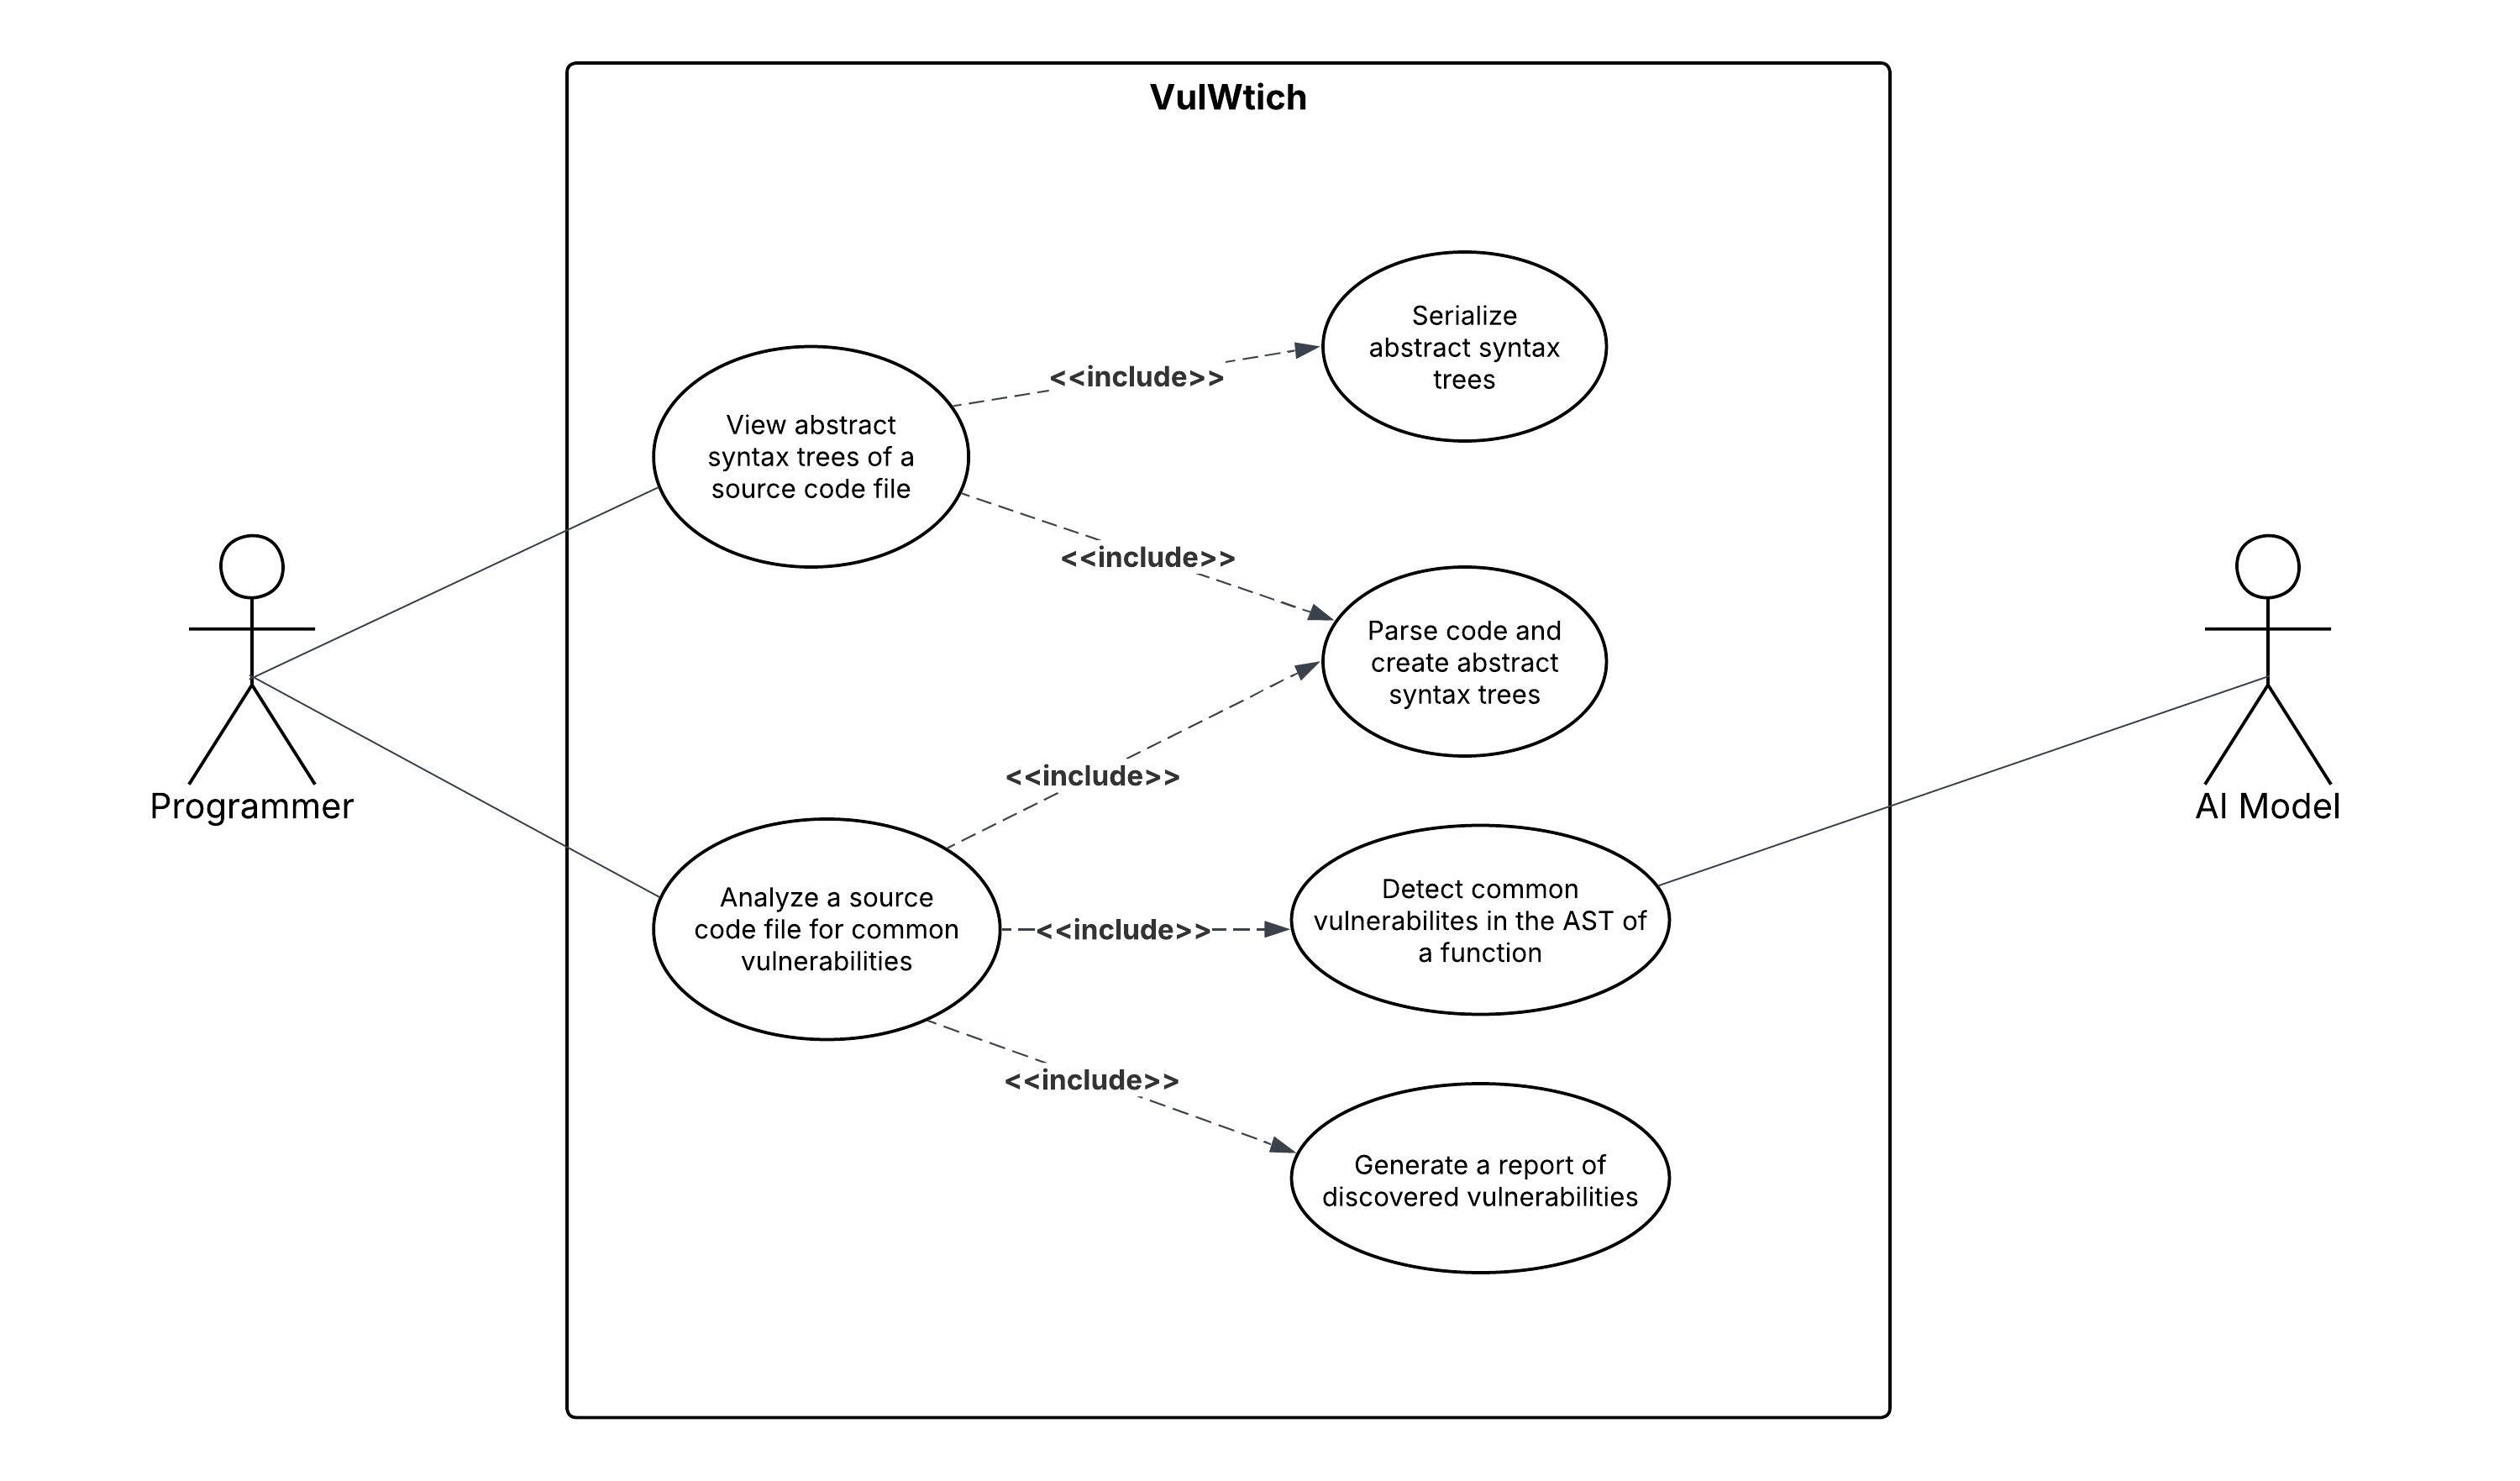 VulWtich
Serialize
abstract syntax
trees
<<include>>
View abstract
syntax trees of a
source code file
<<include>>
Parse code and
create abstract
syntax trees
<<include>>
Programmer
AI Model
Analyze a source
code file for common
vulnerabilities
<<include>>
Detect common
vulnerabilites in the AST of
a function
<<include>>
Generate a report of
discovered vulnerabilities